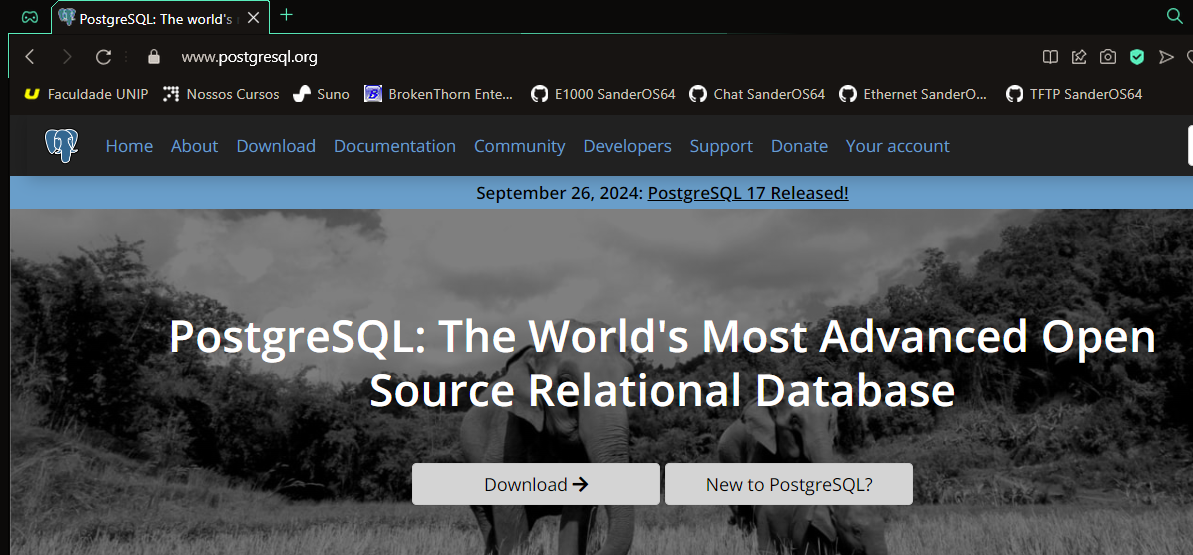 PostgreSQL: The world's
www.postgresql.org
Faculdade UNIP Nossos Cursos Suno BrokenThorn Ente... E1000 SanderOS64 Chat SanderOS64 Ethernet SanderO... TFTP SanderOS64
Home About Download Documentation Community Developers Support Donate Your account
September 26, 2024: PostgreSQL 17 Released!
PostgreSQL: The World's Most Advanced Open
Source Relational Database
Download → New to PostgreSQL?